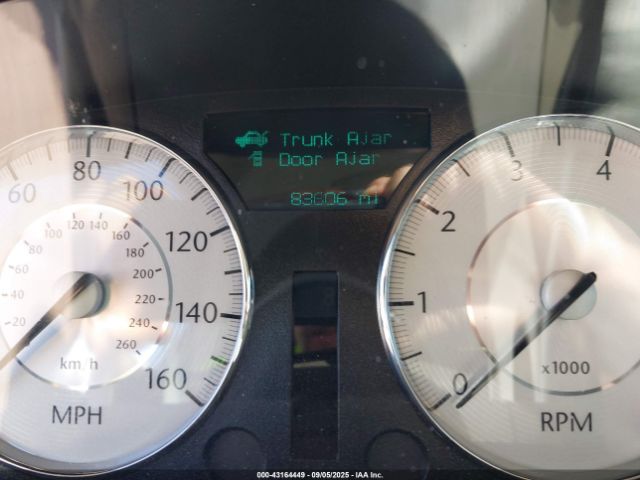 Trunk Ajar
Door Ajar
mi
60 80 100 120 140 160
20 40 60 80 100 120 140 160 180 200 220 240 260
km/h
MPH
0 1 2 3 4
x1000
RPM
000-43164449 - 09/05/2025 - IAA Inc.